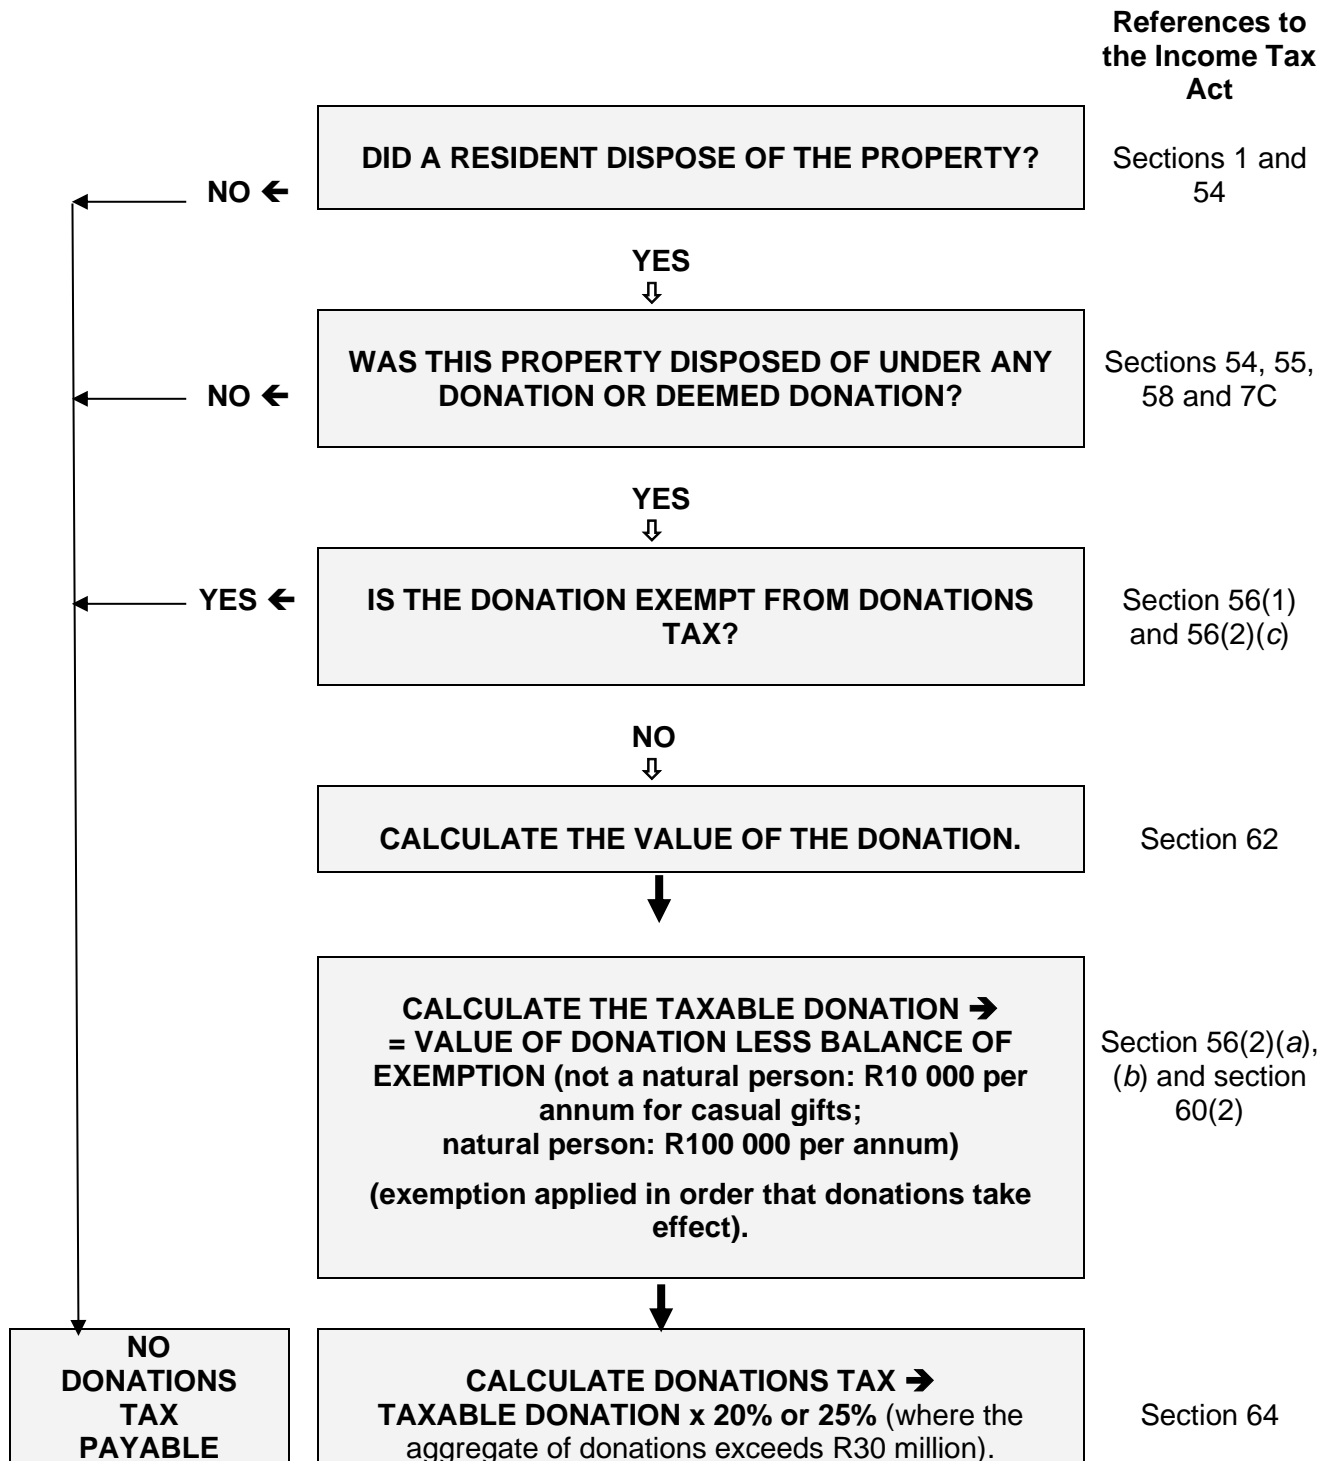 References to
the Income Tax
Act
DID A RESIDENT DISPOSE OF THE PROPERTY?
Sections 1 and
54
NO 🡰
YES
⇩
WAS THIS PROPERTY DISPOSED OF UNDER ANY
DONATION OR DEEMED DONATION?
Sections 54, 55,
58 and 7C
NO 🡰
YES
⇩
IS THE DONATION EXEMPT FROM DONATIONS
TAX?
Section 56(1)
and 56(2)(c)
YES 🡰
NO
⇩
CALCULATE THE VALUE OF THE DONATION.
Section 62
CALCULATE THE TAXABLE DONATION 🡲
= VALUE OF DONATION LESS BALANCE OF
EXEMPTION (not a natural person: R10 000 per
annum for casual gifts;
natural person: R100 000 per annum)
(exemption applied in order that donations take
effect).
Section 56(2)(a),
(b) and section
60(2)
NO
DONATIONS
TAX
PAYABLE
CALCULATE DONATIONS TAX 🡲
TAXABLE DONATION x 20% or 25% (where the
aggregate of donations exceeds R30 million).
Section 64